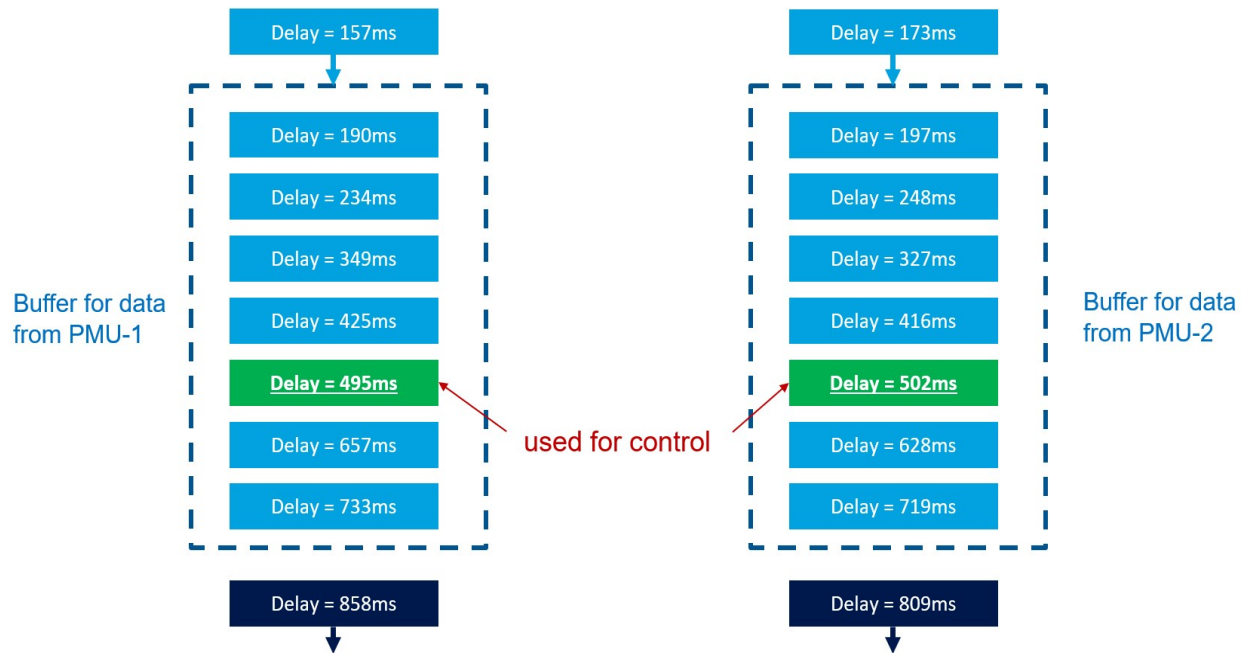 Delay = 157ms
Delay = 173ms
Delay = 190ms
Delay = 197ms
Delay = 234ms
Delay = 248ms
Delay = 349ms
Delay = 327ms
Buffer for data
from PMU-1
Buffer for data
from PMU-2
Delay = 425ms
Delay = 416ms
Delay = 495ms
Delay = 502ms
used for control
Delay = 657ms
Delay = 628ms
Delay = 733ms
Delay = 719ms
Delay = 858ms
Delay = 809ms